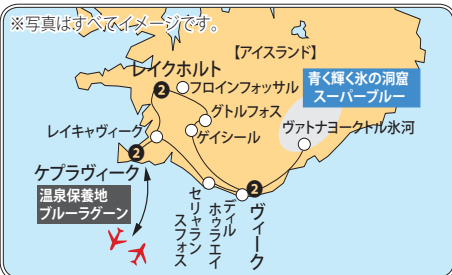 ※写真はすべてイメージです。
【アイスランド】
レイクホルト
❷
フロインフォッサル
青く輝く氷の洞窟
スーパーブルー
グトルフォス
レイキャヴィーク
ゲイシール
ヴァトナヨークトル氷河
ケプラヴィーク
❷
温泉保養地
ブルーラグーン
セリャラン
スフォス
ディル
ホゥラエイ
❷
ヴィーク